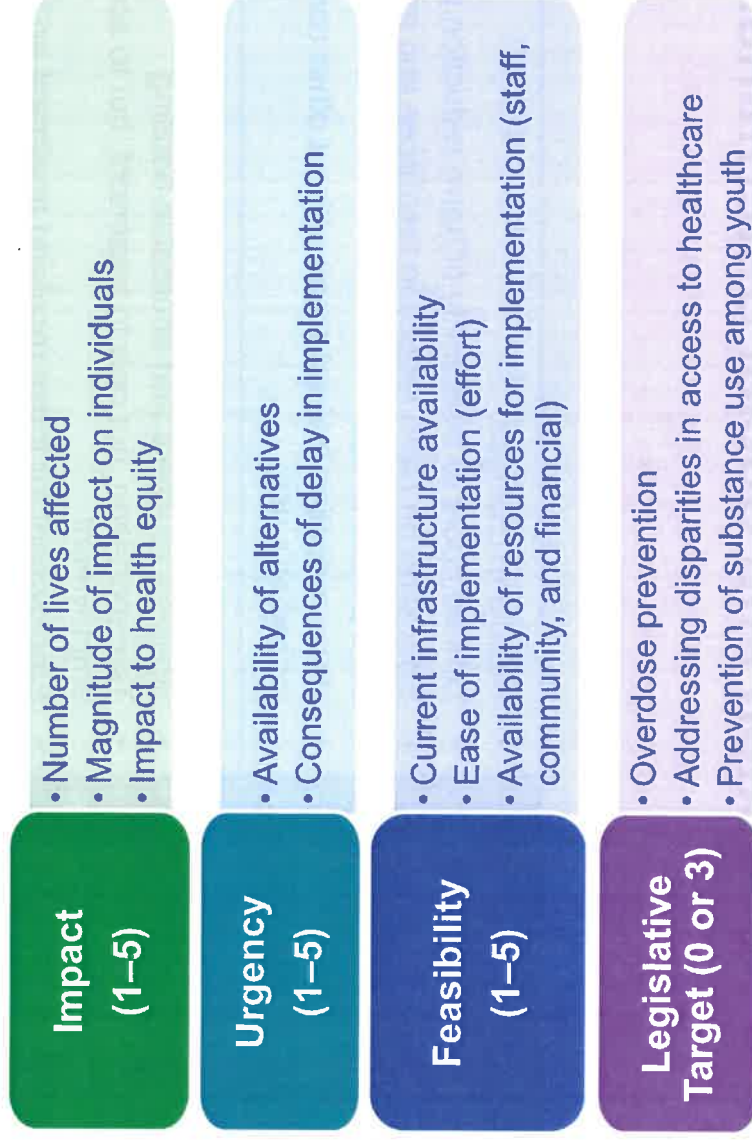 Impact
(1–5)
• Number of lives affected
• Magnitude of impact on individuals
• Impact to health equity
Urgency
(1–5)
• Availability of alternatives
• Consequences of delay in implementation
Feasibility
(1–5)
• Current infrastructure availability
• Ease of implementation (effort)
• Availability of resources for implementation (staff,
community, and financial)
Legislative
Target (0 or 3)
• Overdose prevention
• Addressing disparities in access to healthcare
• Prevention of substance use among youth